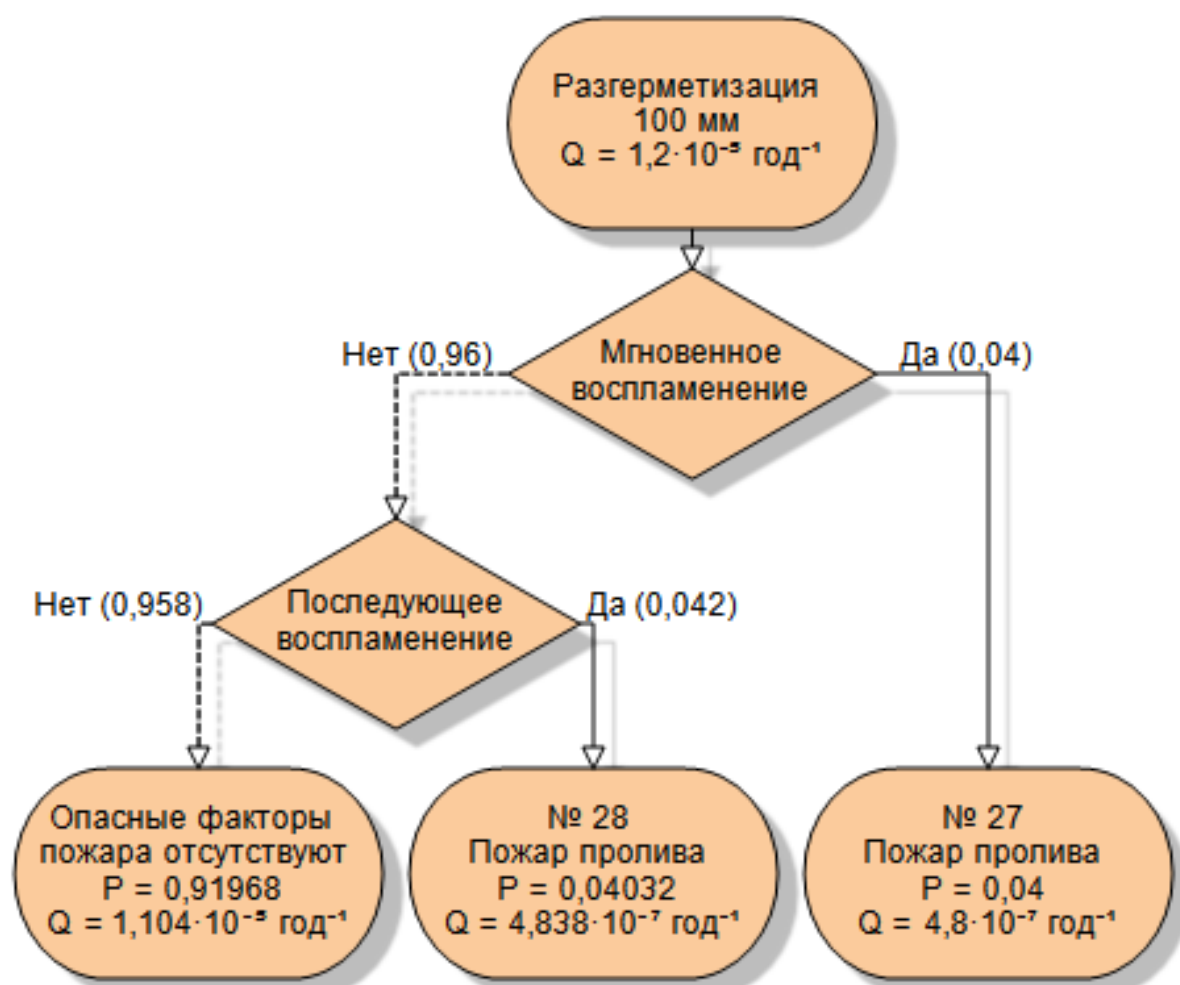 Разгерметизация
100 мм
Q = 1,2·10⁻⁵ год⁻¹
Нет (0,96)
Мгновенное
воспламенение
Да (0,04)
Нет (0,958)
Последующее
воспламенение
Да (0,042)
Опасные факторы
пожара отсутствуют
P = 0,91968
Q = 1,104·10⁻⁵ год⁻¹
№ 28
Пожар пролива
P = 0,04032
Q = 4,838·10⁻⁷ год⁻¹
№ 27
Пожар пролива
P = 0,04
Q = 4,8·10⁻⁷ год⁻¹